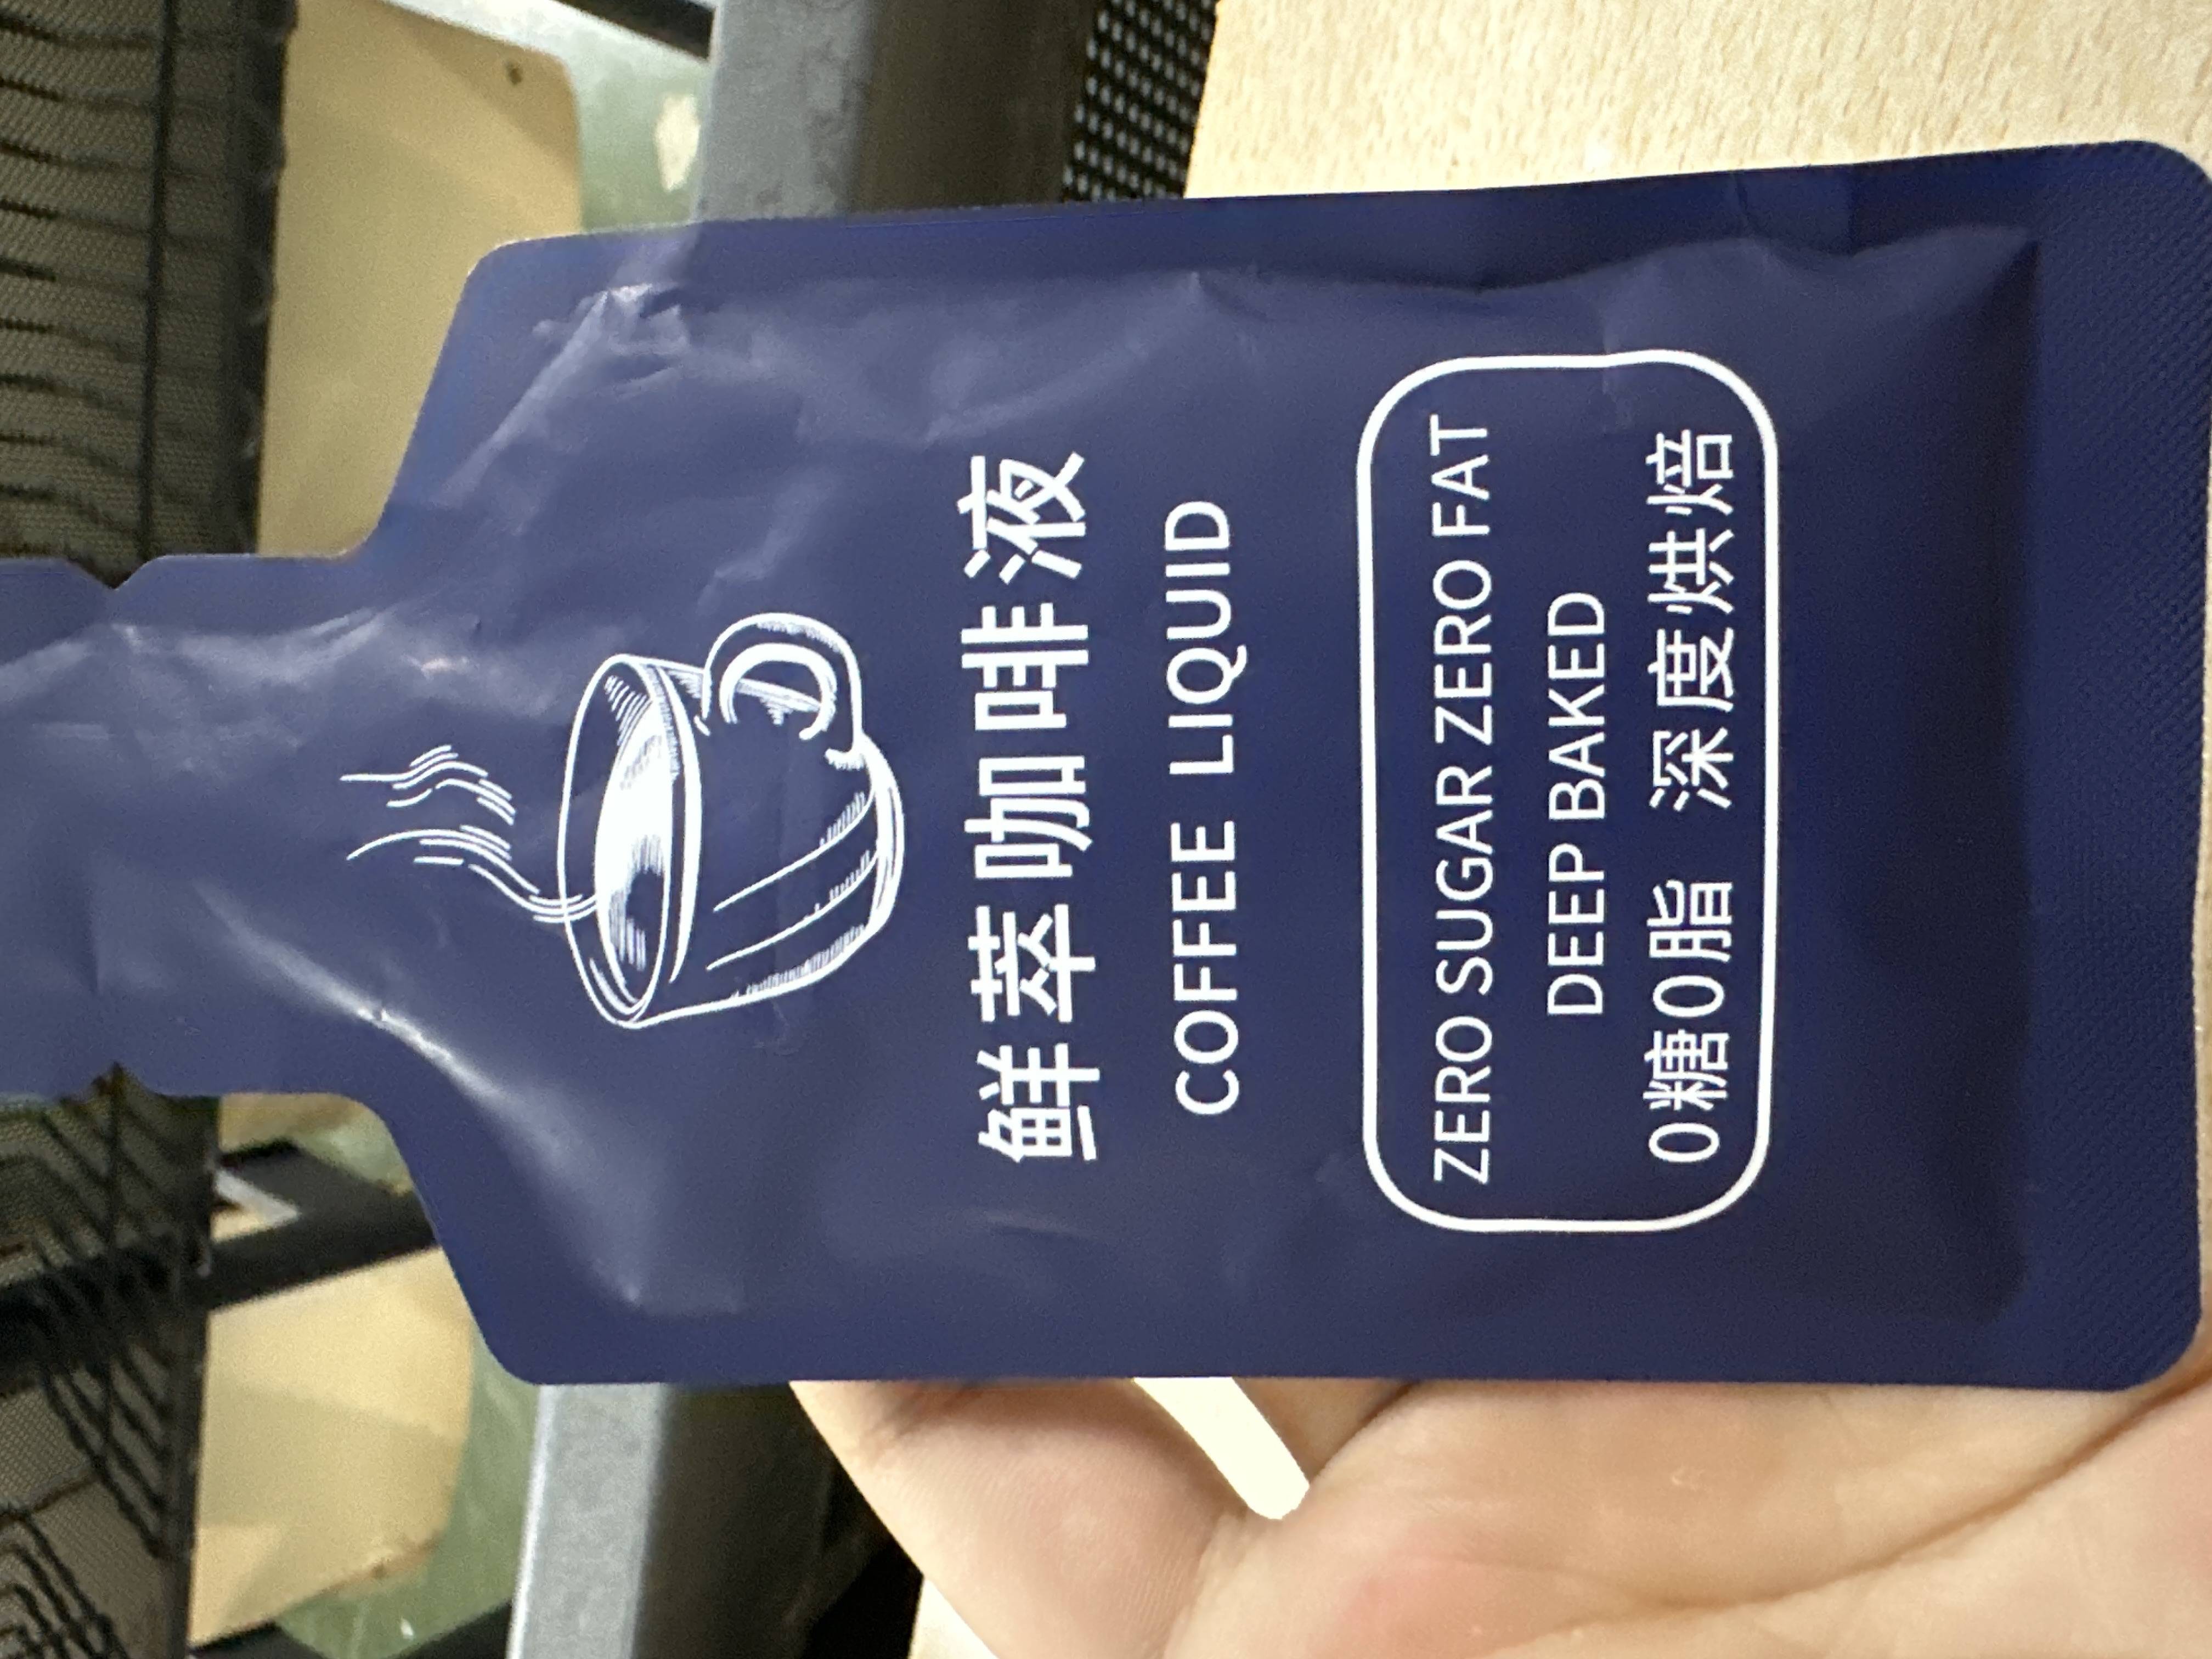 鲜萃咖啡液
COFFEE LIQUID
ZERO SUGAR ZERO FAT
DEEP BAKED
0糖0脂 深度烘焙